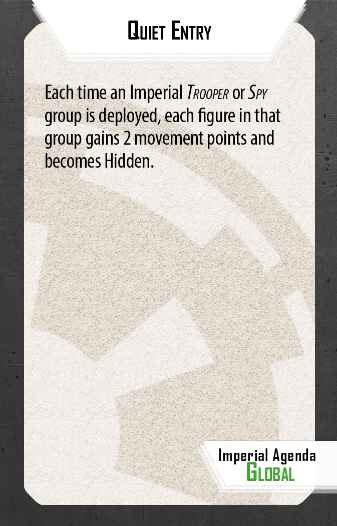 Quiet Entry
Each time an Imperial Trooper or Spy
group is deployed, each figure in that
group gains 2 movement points and
becomes Hidden.
Imperial Agenda
Global